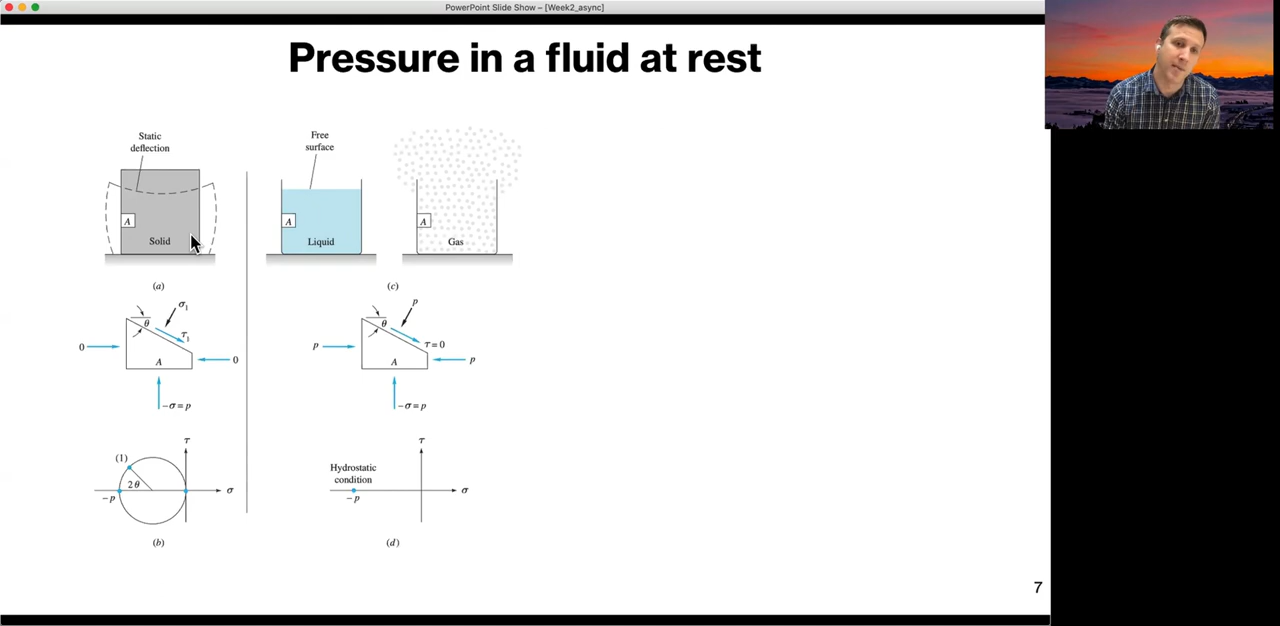 PowerPoint Slide Show – [Week2_async]
Pressure in a fluid at rest
Static
deflection
Free
surface
A
A
A
Solid
Liquid
Gas
(a)
(c)
σ₁
p
θ
θ
τ₁
τ = 0
0
0
p
p
A
A
−σ = p
−σ = p
τ
τ
(1)
Hydrostatic
condition
2θ
σ
σ
−p
−p
(b)
(d)
7